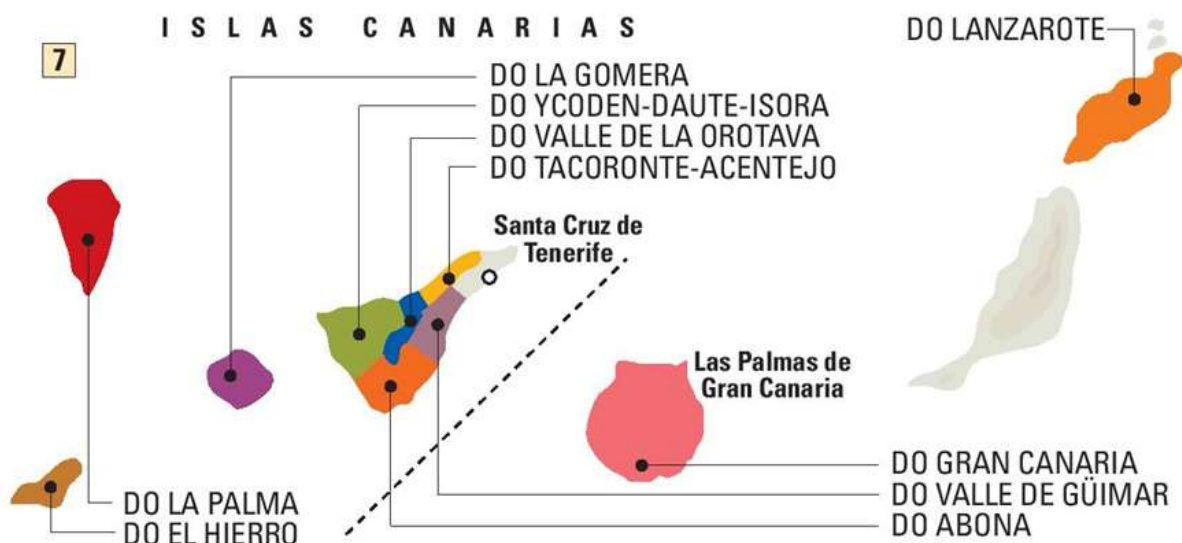 ISLAS CANARIAS
7
DO LANZAROTE
DO LA GOMERA
DO YCODEN-DAUTE-ISORA
DO VALLE DE LA OROTAVA
DO TACORONTE-ACENTEJO
Santa Cruz de
Tenerife
Las Palmas de
Gran Canaria
DO GRAN CANARIA
DO VALLE DE GÜIMAR
DO ABONA
DO LA PALMA
DO EL HIERRO